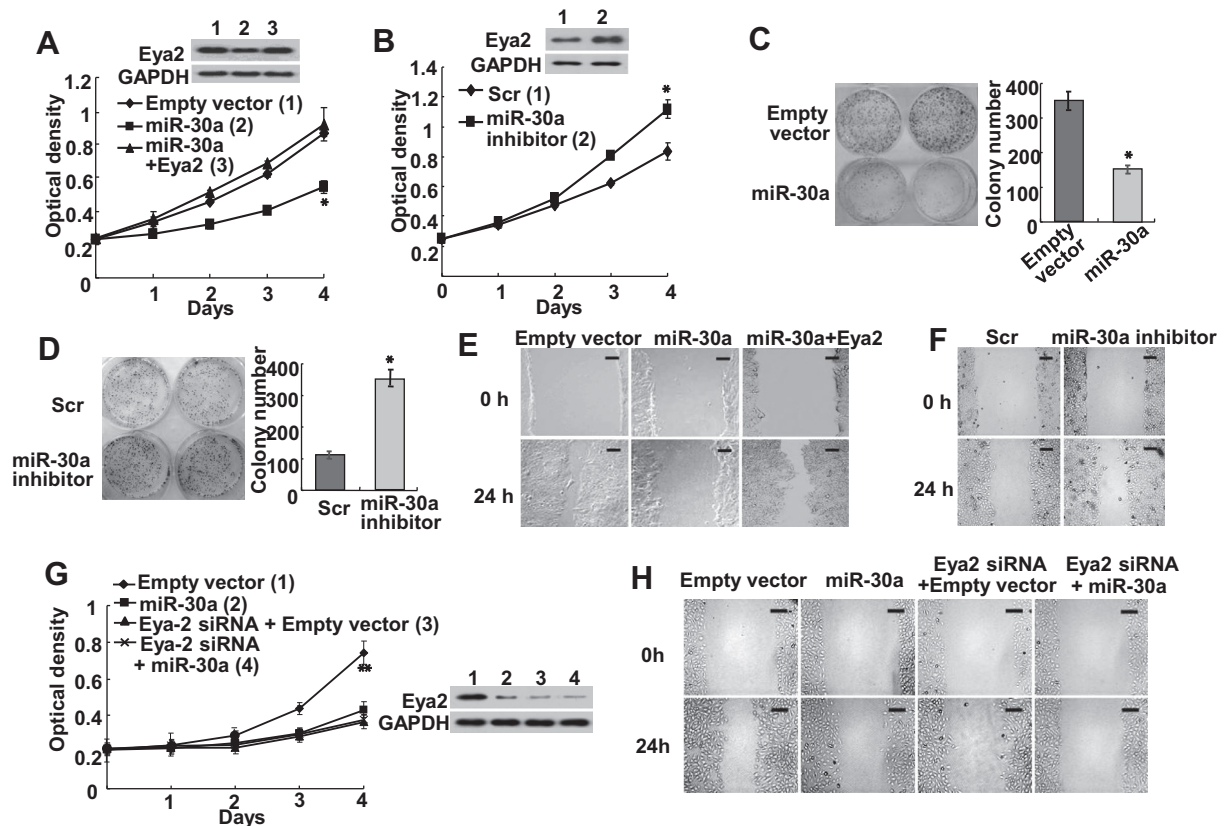 A
1 2 3
Eya2
GAPDH
1.2
1.0
0.8
0.6
0.4
0.2
0
Optical density
Empty vector (1)
miR-30a (2)
miR-30a
+Eya2 (3)
*
1 2 3 4
Days
B
1 2
Eya2
GAPDH
1.4
1.2
1.0
0.8
0.6
0.4
0.2
0
Optical density
Scr (1)
miR-30a
inhibitor (2)
*
0 1 2 3 4
Days
C
Empty
vector
miR-30a
Colony number
400
300
200
100
0
*
Empty
vector
miR-30a
D
Scr
miR-30a
inhibitor
Colony number
400
300
200
100
0
*
Scr
miR-30a
inhibitor
E
Empty vector miR-30a miR-30a+Eya2
0 h
24 h
F
Scr miR-30a inhibitor
0 h
24 h
G
Empty vector (1)
miR-30a (2)
Eya-2 siRNA + Empty vector (3)
Eya-2 siRNA
+ miR-30a (4)
1
0.8
0.6
0.4
0.2
0
Optical density
**
1 2 3 4
Days
1 2 3 4
Eya2
GAPDH
H
Empty vector miR-30a Eya2 siRNA
+Empty vector Eya2 siRNA
+ miR-30a
0h
24h